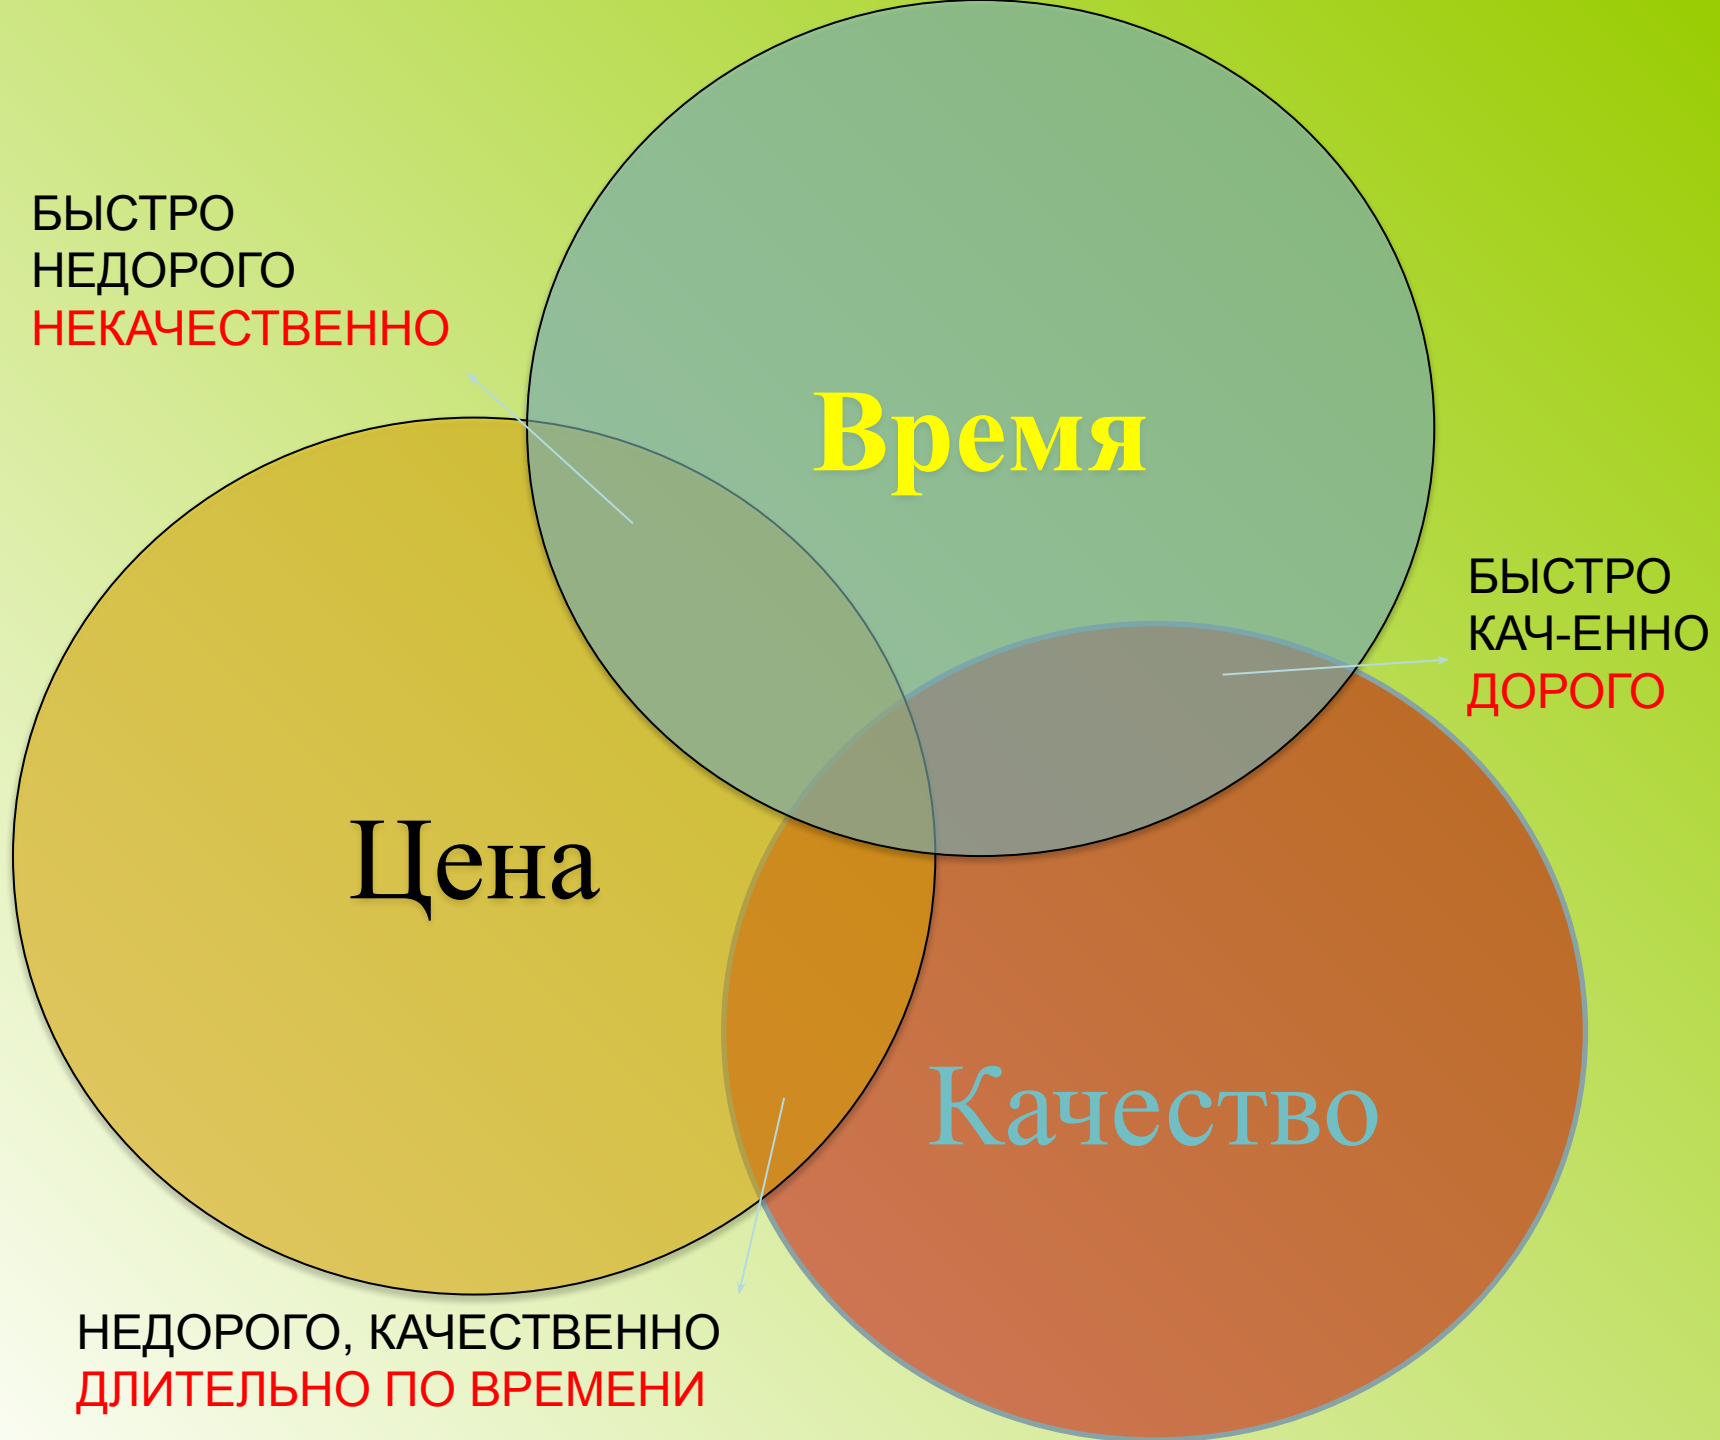 БЫСТРО
НЕДОРОГО
НЕКАЧЕСТВЕННО
Время
БЫСТРО
КАЧ-ЕННО
ДОРОГО
Цена
Качество
НЕДОРОГО, КАЧЕСТВЕННО
ДЛИТЕЛЬНО ПО ВРЕМЕНИ